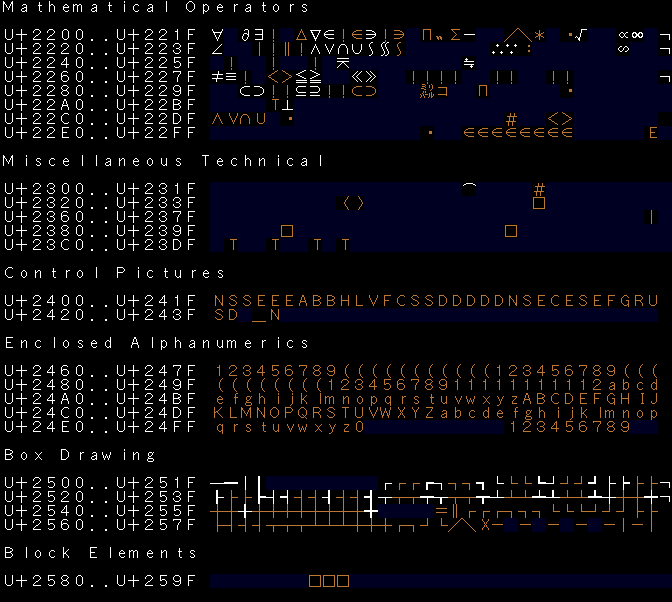 Mathematical Operators
U+2200..U+221F
U+2220..U+223F
U+2240..U+225F
U+2260..U+227F
U+2280..U+229F
U+22A0..U+22BF
U+22C0..U+22DF
U+22E0..U+22FF
Miscellaneous Technical
U+2300..U+231F
U+2320..U+233F
U+2360..U+237F
U+2380..U+239F
U+23C0..U+23DF T T T T
Control Pictures
U+2400..U+241F NSSEEEABBHLVFCSSDDDDDNSECESEFGRU
U+2420..U+243F SD _N
Enclosed Alphanumerics
U+2460..U+247F 123456789(((((((((((123456789(((
U+2480..U+249F ((((((((12345678911111111112abcd
U+24A0..U+24BF efghijklmnopqrstuvwxyzABCDEFGHIJ
U+24C0..U+24DF KLMNOPQRSTUVWXYZabcdefghijklmnop
U+24E0..U+24FF qrstuvwxyz0 123456789
Box Drawing
U+2500..U+251F
U+2520..U+253F
U+2540..U+255F
U+2560..U+257F
Block Elements
U+2580..U+259F